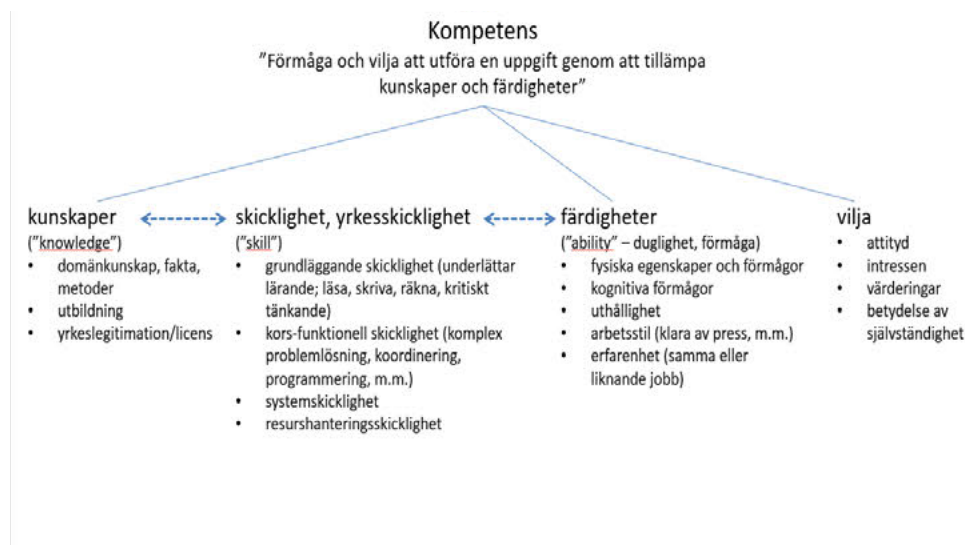 Kompetens
"Förmåga och vilja att utföra en uppgift genom att tillämpa
kunskaper och färdigheter"
kunskaper
("knowledge")
• domänkunskap, fakta,
metoder
• utbildning
• yrkeslegitimation/licens
skicklighet, yrkesskicklighet
("skill")
• grundläggande skicklighet (underlättar
lärande; läsa, skriva, räkna, kritiskt
tänkande)
• kors-funktionell skicklighet (komplex
problemlösning, koordinering,
programmering, m.m.)
• systemskicklighet
• resurshanteringsskicklighet
färdigheter
("ability" – duglighet, förmåga)
• fysiska egenskaper och förmågor
• kognitiva förmågor
• uthållighet
• arbetsstil (klara av press, m.m.)
• erfarenhet (samma eller
liknande jobb)
vilja
• attityd
• intressen
• värderingar
• betydelse av
självständighet